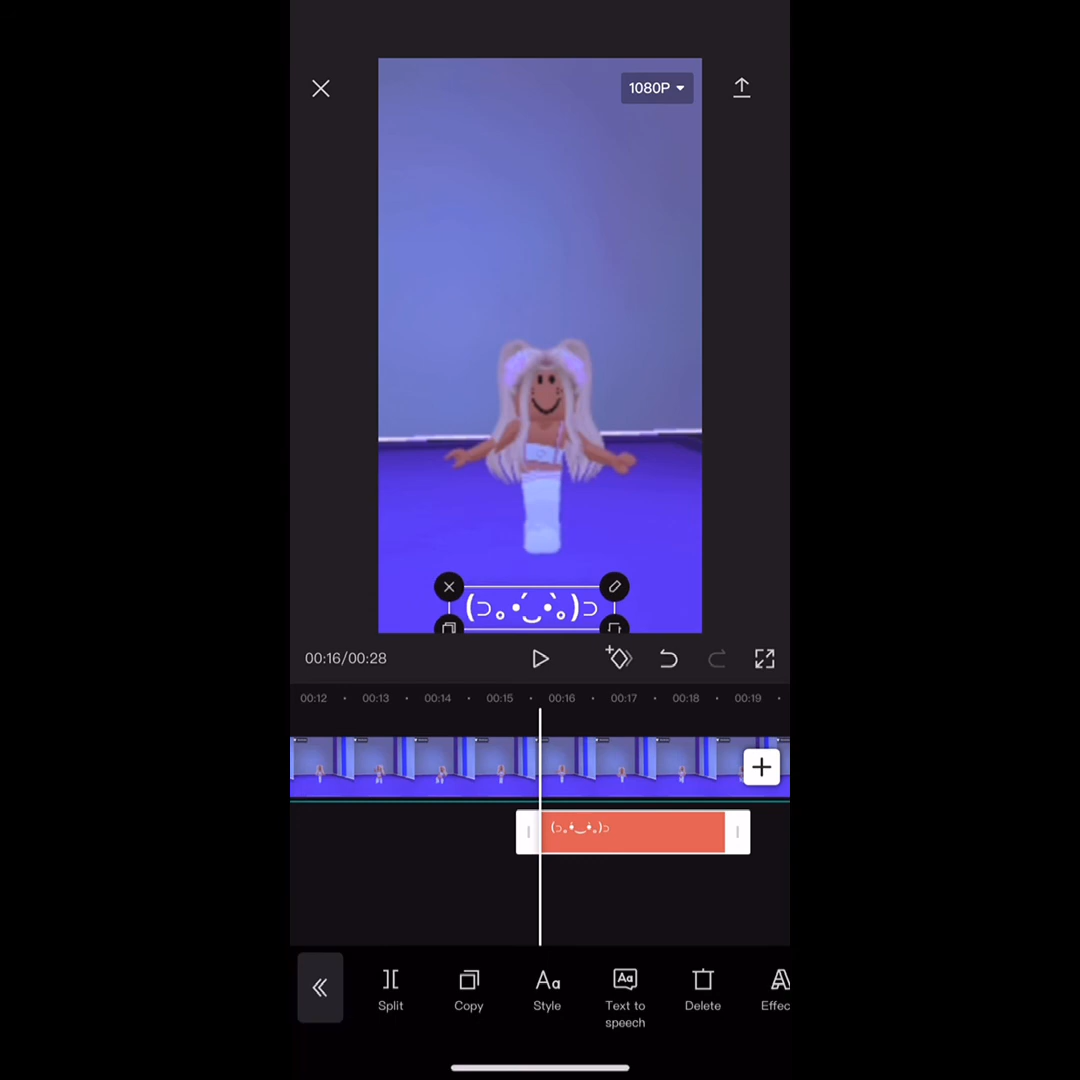 1080P
(⊃｡•́‿•̀｡)⊃
00:16/00:28
00:12 00:13 00:14 00:15 00:16 00:17 00:18 00:19
(⊃｡•́‿•̀｡)⊃
Split Copy Style Text to speech Delete Effec